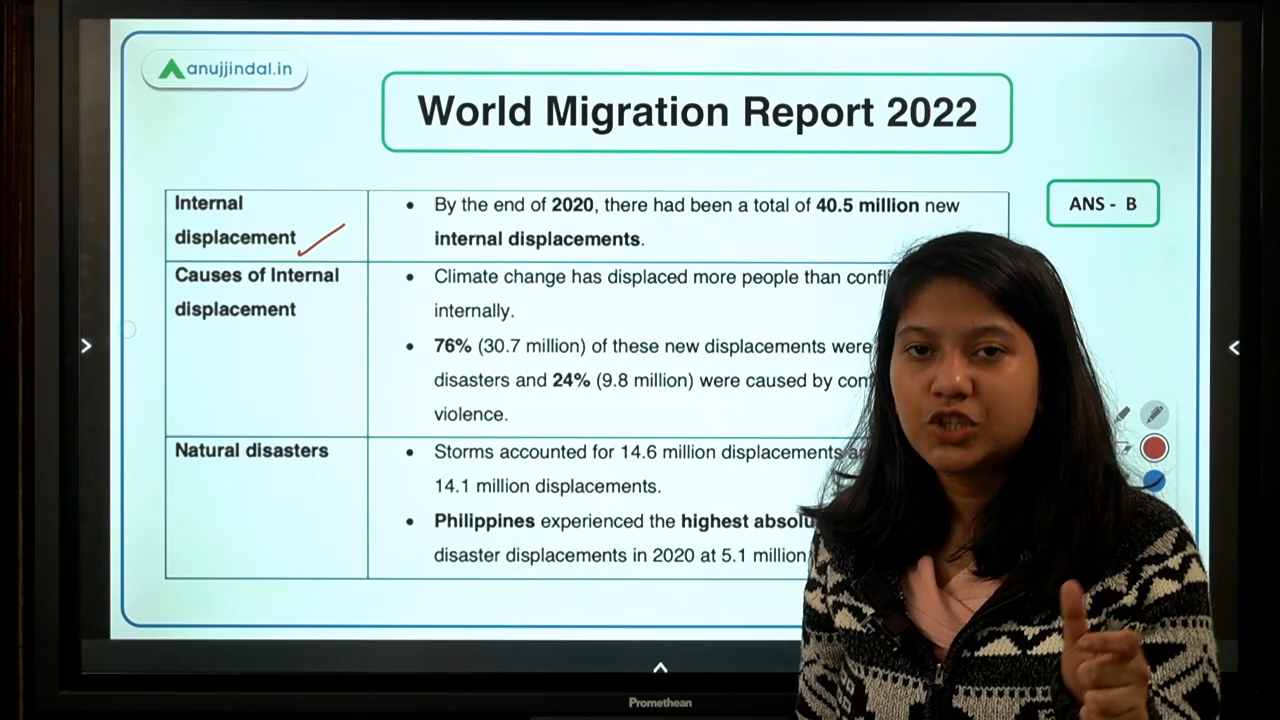 anujjindal.in
World Migration Report 2022
ANS - B
Internal
displacement
• By the end of 2020, there had been a total of 40.5 million new
internal displacements.
Causes of Internal
displacement
• Climate change has displaced more people than
internally.
• 76% (30.7 million) of these new displacements were
disasters and 24% (9.8 million) were caused by
violence.
Natural disasters
• Storms accounted for 14.6 million displacements
14.1 million displacements.
• Philippines experienced the highest
disaster displacements in 2020 at 5.1 million
Promethean